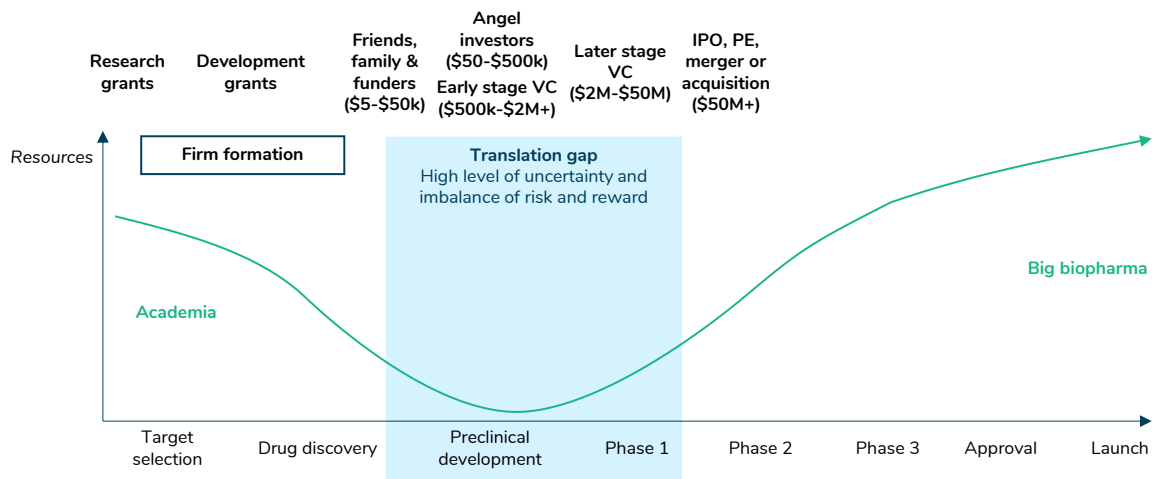 Research
grants
Development
grants
Friends,
family &
funders
($5-$50k)
Angel
investors
($50-$500k)
Early stage VC
($500k-$2M+)
Later stage
VC
($2M-$50M)
IPO, PE,
merger or
acquisition
($50M+)
Resources
Firm formation
Translation gap
High level of uncertainty and
imbalance of risk and reward
Academia
Big biopharma
Target
selection
Drug discovery
Preclinical
development
Phase 1
Phase 2
Phase 3
Approval
Launch